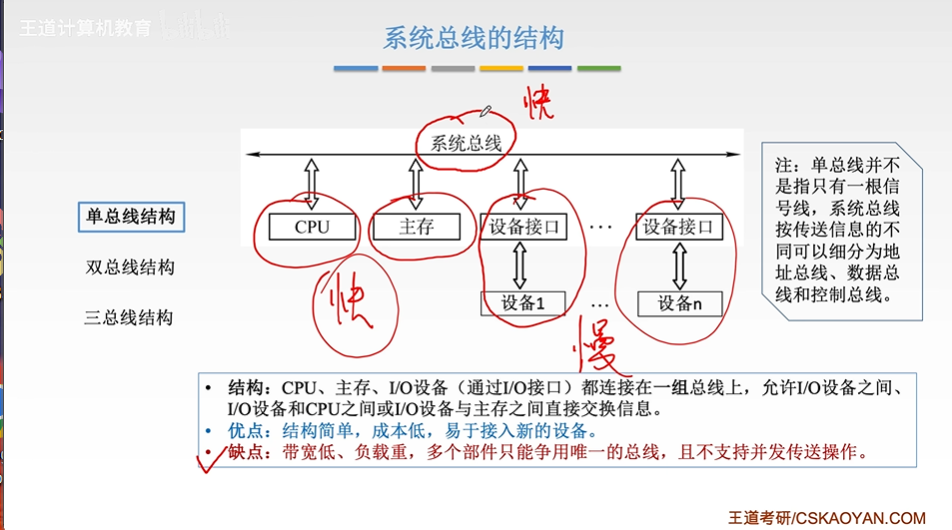 王道计算机教育
系统总线的结构
快
系统总线
CPU
主存
设备接口
···
设备接口
设备1
···
设备n
快
慢
单总线结构
双总线结构
三总线结构
注：单总线并不
是指只有一根信
号线，系统总线
按传送信息的不
同可以细分为地
址总线、数据总
线和控制总线。
• 结构：CPU、主存、I/O设备（通过I/O接口）都连接在一组总线上，允许I/O设备之间、
I/O设备和CPU之间或I/O设备与主存之间直接交换信息。
• 优点：结构简单，成本低，易于接入新的设备。
• 缺点：带宽低、负载重，多个部件只能争用唯一的总线，且不支持并发传送操作。
王道考研/CSKAOYAN.COM